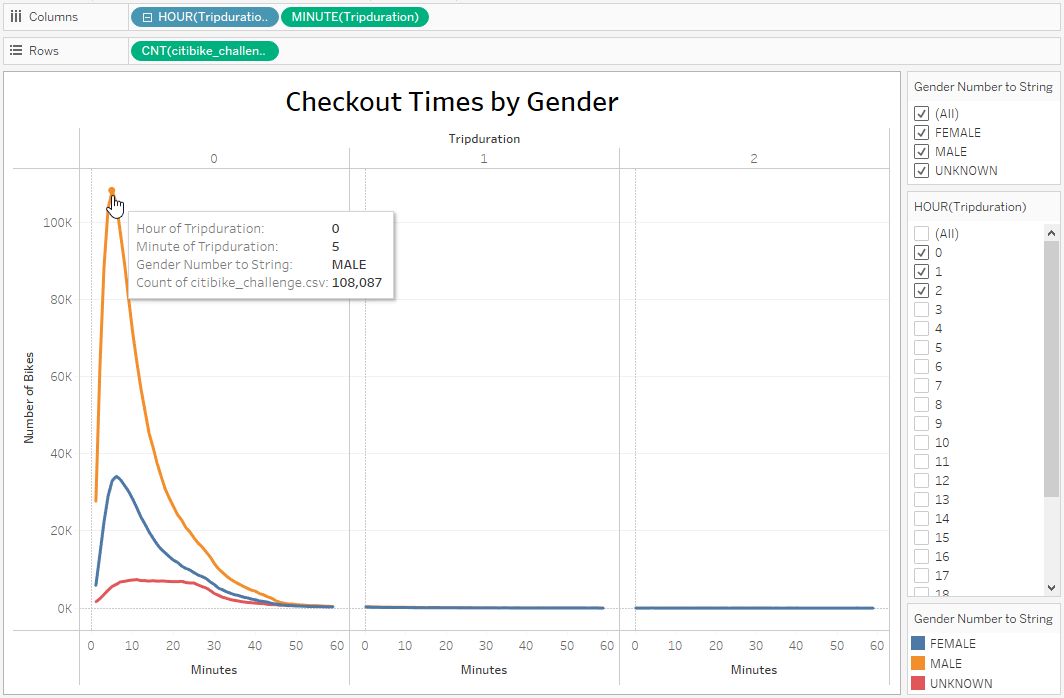 Columns
HOUR(Tripduratio..
MINUTE(Tripduration)
Rows
CNT(citibike_challen..
Checkout Times by Gender
Tripduration
0 1 2
100K
80K
60K
40K
20K
0K
Number of Bikes
Hour of Tripduration: 0
Minute of Tripduration: 5
Gender Number to String: MALE
Count of citibike_challenge.csv: 108,087
0 10 20 30 40 50 60 0 10 20 30 40 50 60 0 10 20 30 40 50 60
Minutes Minutes Minutes
Gender Number to String
(All)
FEMALE
MALE
UNKNOWN
HOUR(Tripduration)
(All)
0
1
2
3
4
5
6
7
8
9
10
11
12
13
14
15
16
17
18
Gender Number to String
FEMALE
MALE
UNKNOWN